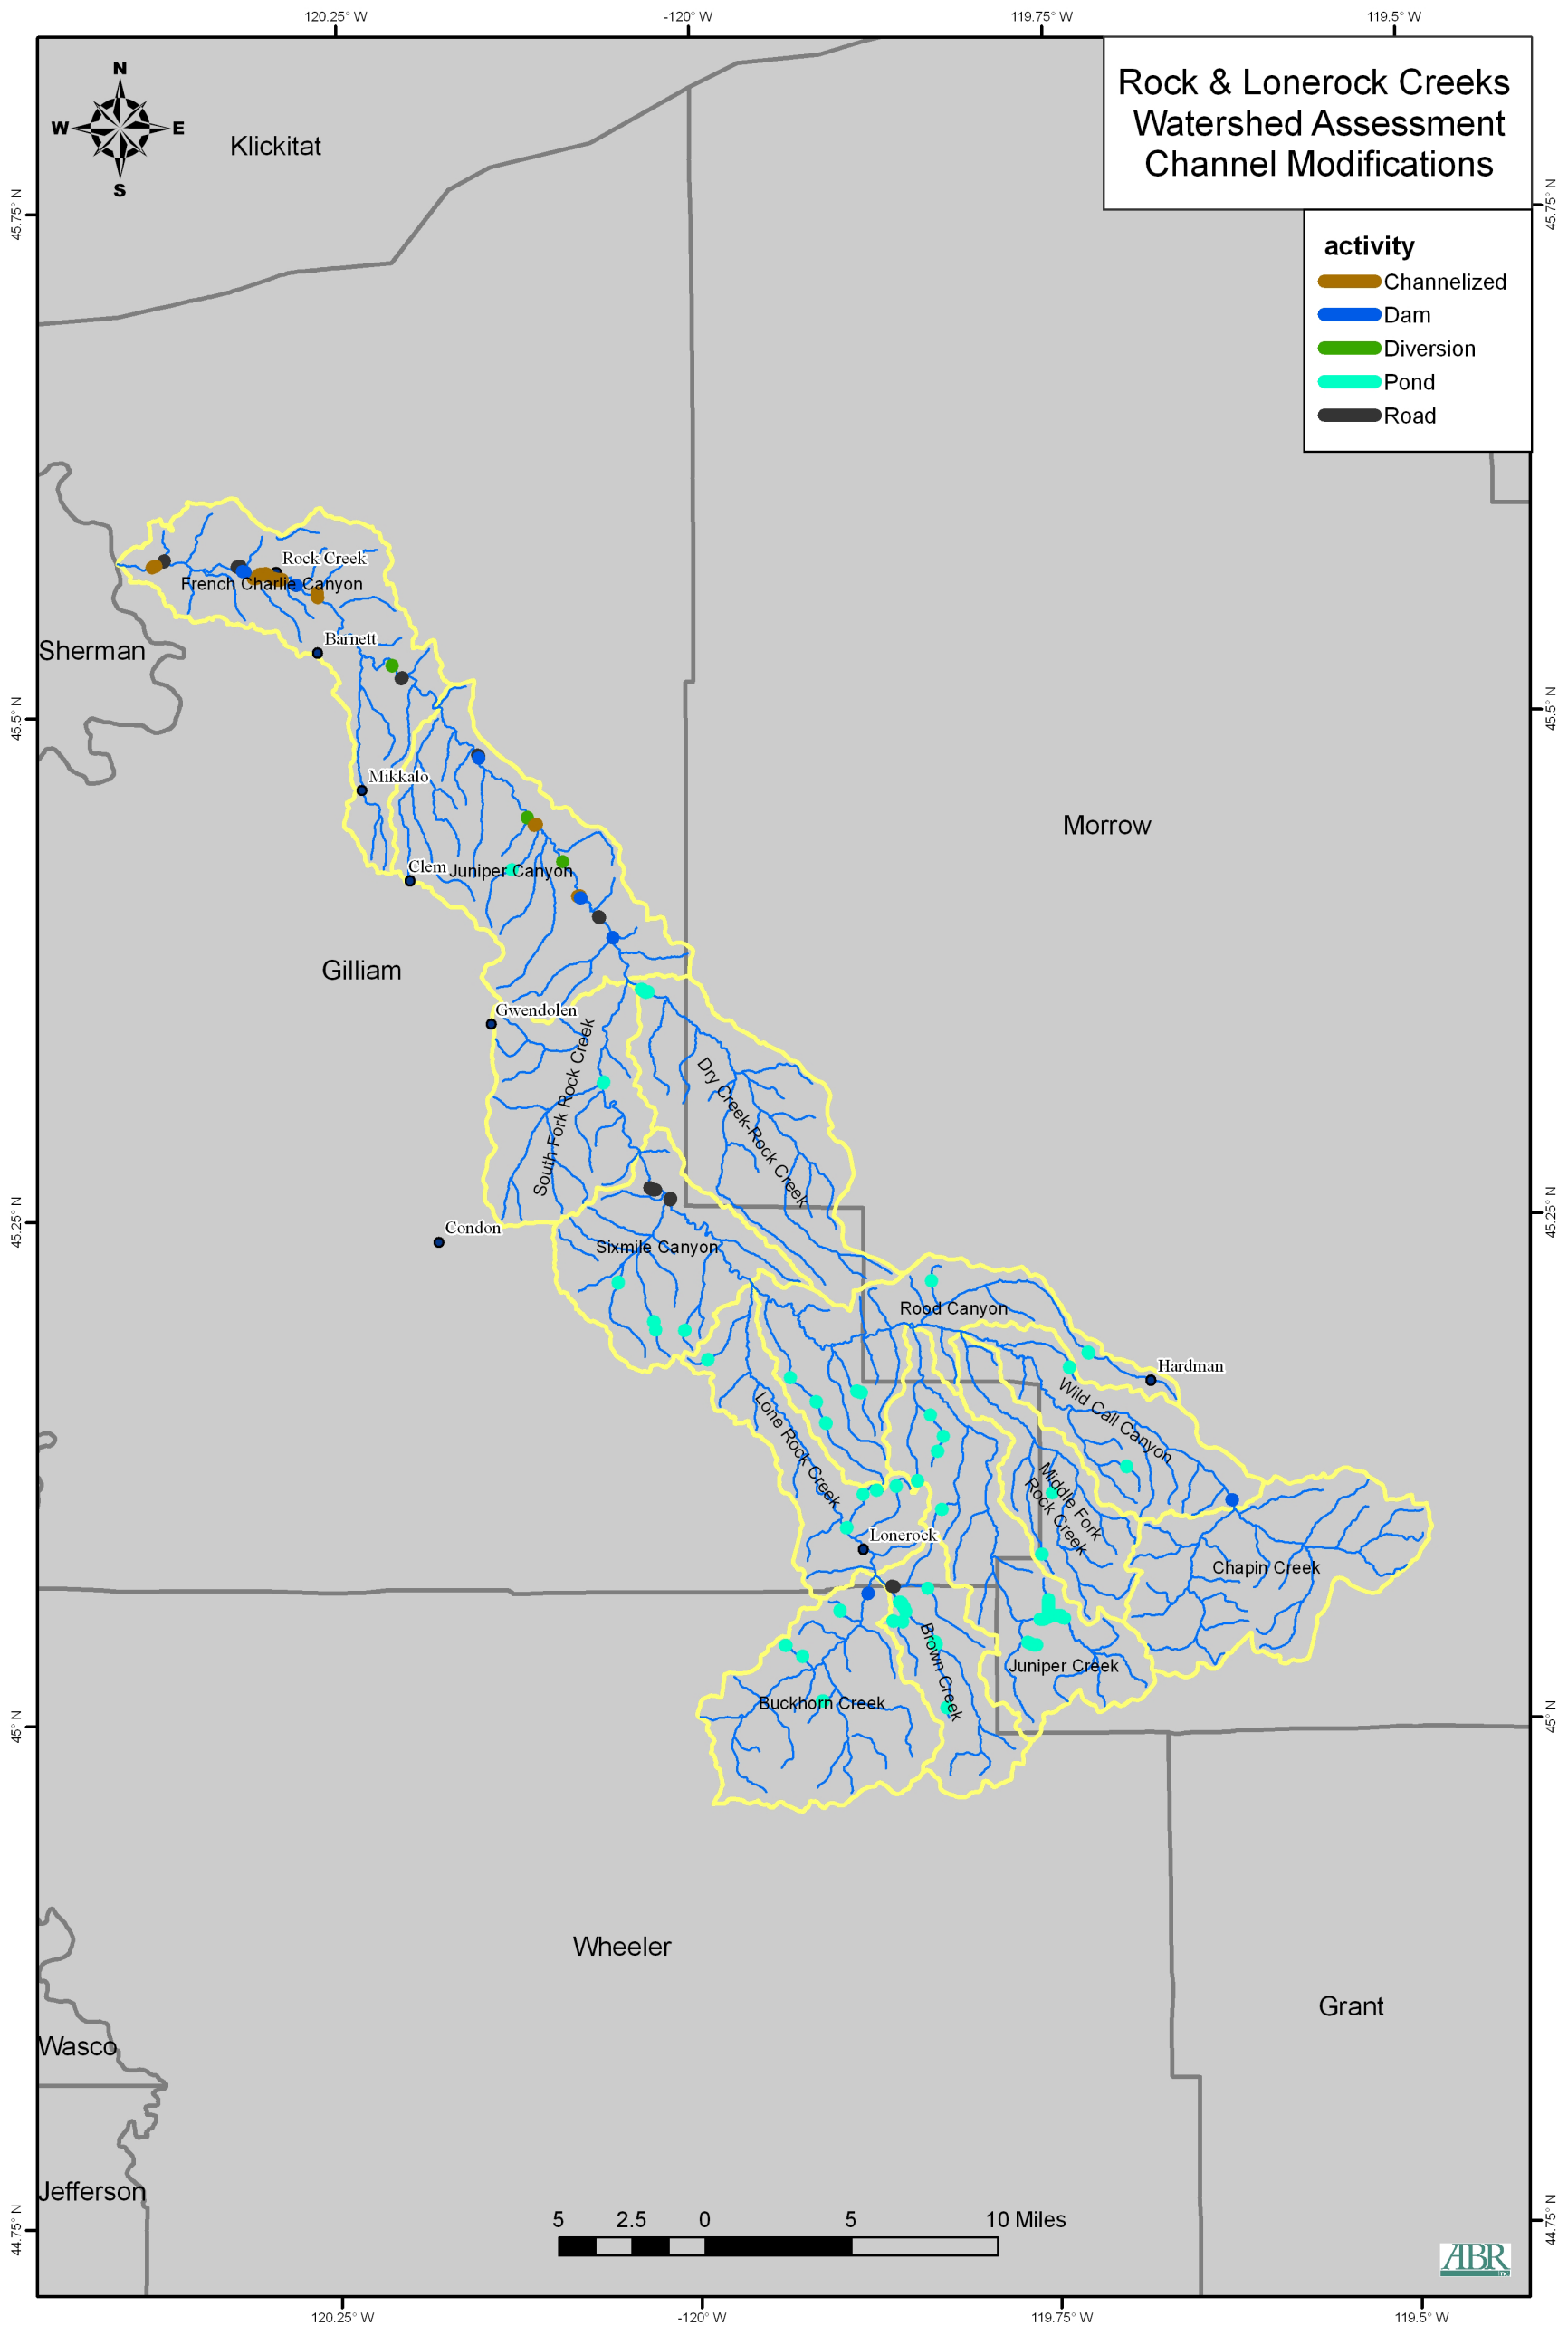 120.25° W
-120° W
119.75° W
119.5° W
Rock & Lonerock Creeks
Watershed Assessment
Channel Modifications
N
W
E
S
Klickitat
45.75° N
45.75° N
activity
Channelized
Dam
Diversion
Pond
Road
Rock Creek
French Charlie Canyon
Barnett
Sherman
45.5° N
45.5° N
Mikkalo
Morrow
Clem
Juniper Canyon
Gilliam
Gwendolen
South Fork Rock Creek
Dry Creek-Rock Creek
45.25° N
45.25° N
Condon
Sixmile Canyon
Rood Canyon
Hardman
Wild Call Canyon
Lone Rock Creek
Middle Fork
Rock Creek
Lonerock
Chapin Creek
Brown Creek
Juniper Creek
Buckhorn Creek
45° N
45° N
Wheeler
Grant
Wasco
Jefferson
44.75° N
44.75° N
5 2.5 0 5 10 Miles
ABR
120.25° W
-120° W
119.75° W
119.5° W